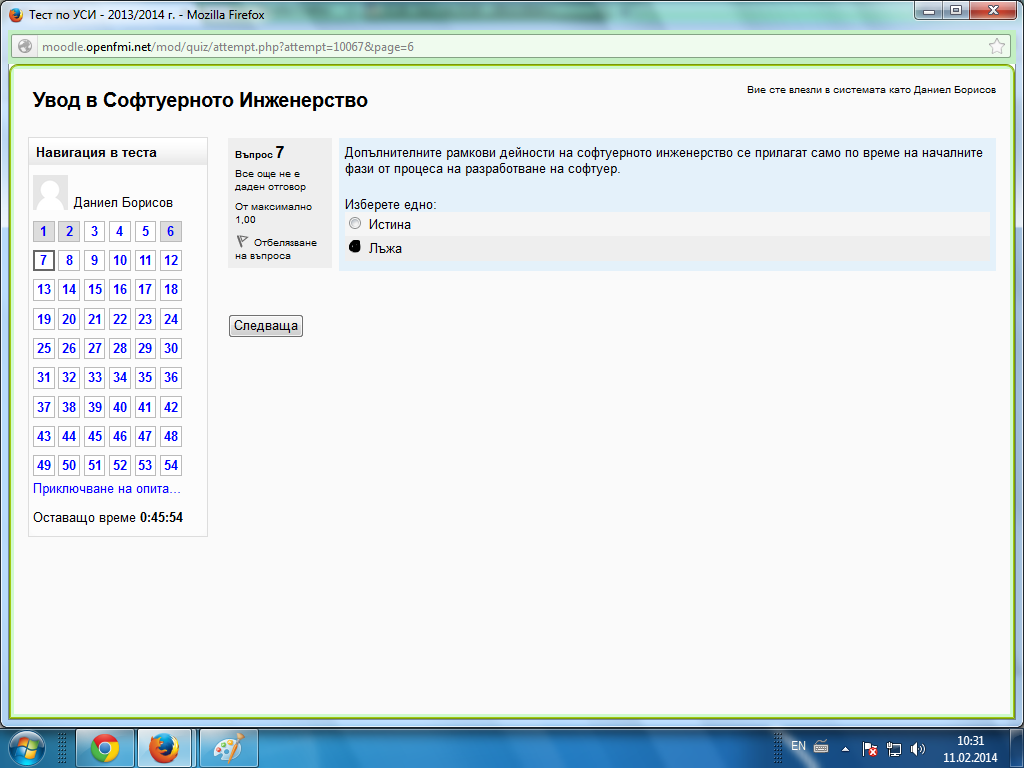 Тест по УСИ - 2013/2014 г. - Mozilla Firefox
moodle.openfmi.net/mod/quiz/attempt.php?attempt=10067&page=6
Увод в Софтуерното Инженерство
Вие сте влезли в системата като Даниел Борисов
Навигация в теста
Даниел Борисов
1 2 3 4 5 6
7 8 9 10 11 12
13 14 15 16 17 18
19 20 21 22 23 24
25 26 27 28 29 30
31 32 33 34 35 36
37 38 39 40 41 42
43 44 45 46 47 48
49 50 51 52 53 54
Приключване на опита...
Оставащо време 0:45:54
Въпрос 7
Все още не е
даден отговор
От максимално
1,00
Отбелязване
на въпроса
Допълнителните рамкови дейности на софтуерното инженерство се прилагат само по време на началните
фази от процеса на разработване на софтуер.
Изберете едно:
Истина
Лъжа
Следваща
EN
10:31
11.02.2014